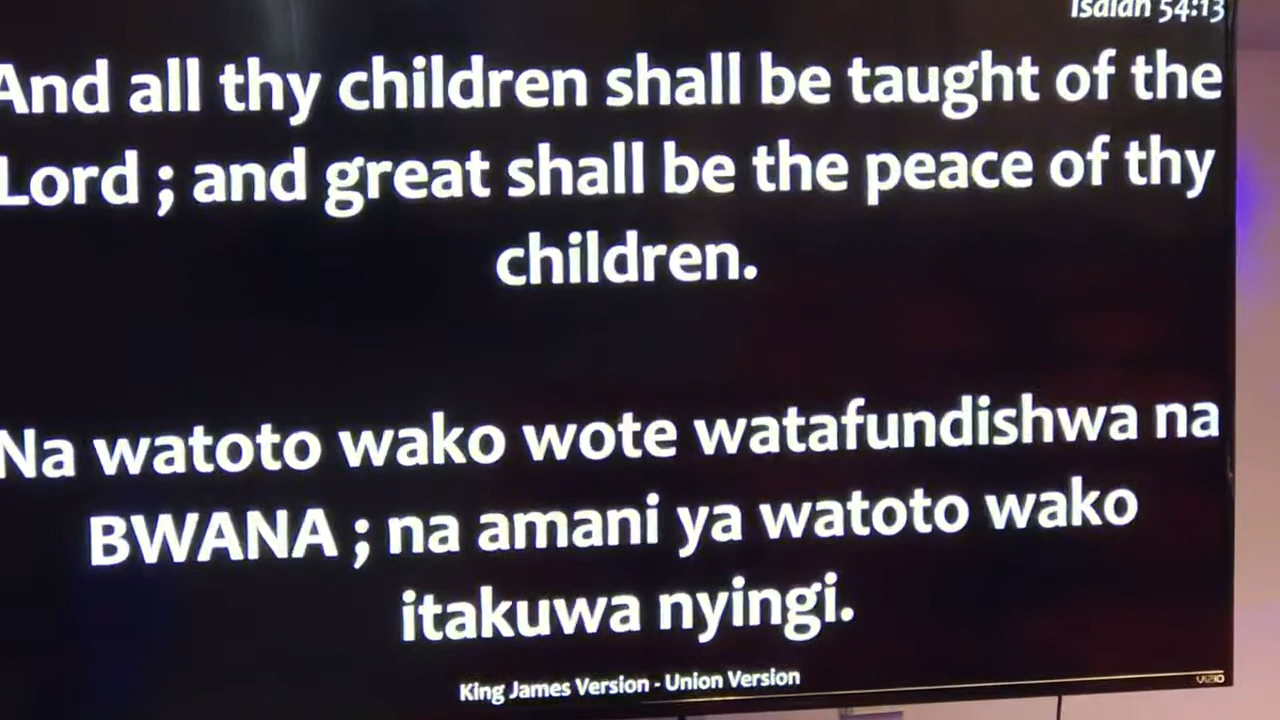 Isaiah 54:13
And all thy children shall be taught of the
Lord ; and great shall be the peace of thy
children.
Na watoto wako wote watafundishwa na
BWANA ; na amani ya watoto wako
itakuwa nyingi.
King James Version - Union Version
VIZIO